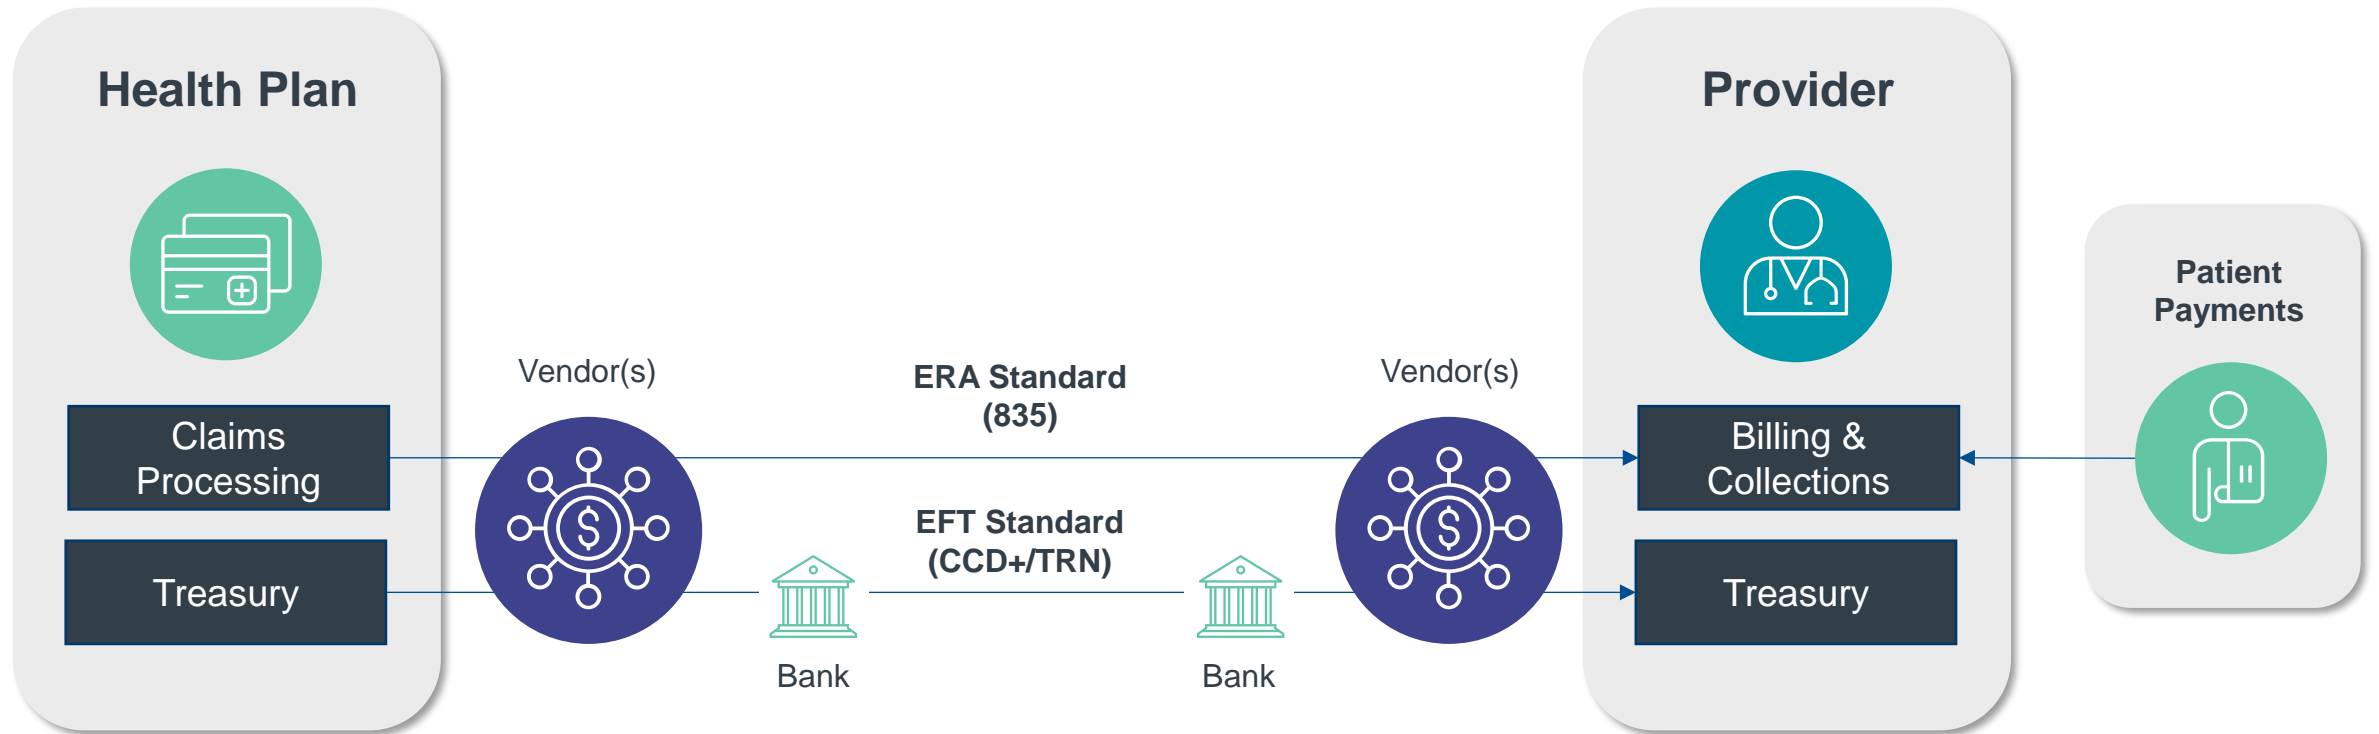 Health Plan
Provider
Patient
Payments
Vendor(s)
ERA Standard
(835)
Vendor(s)
Claims
Processing
Billing &
Collections
EFT Standard
(CCD+/TRN)
Treasury
Treasury
Bank
Bank